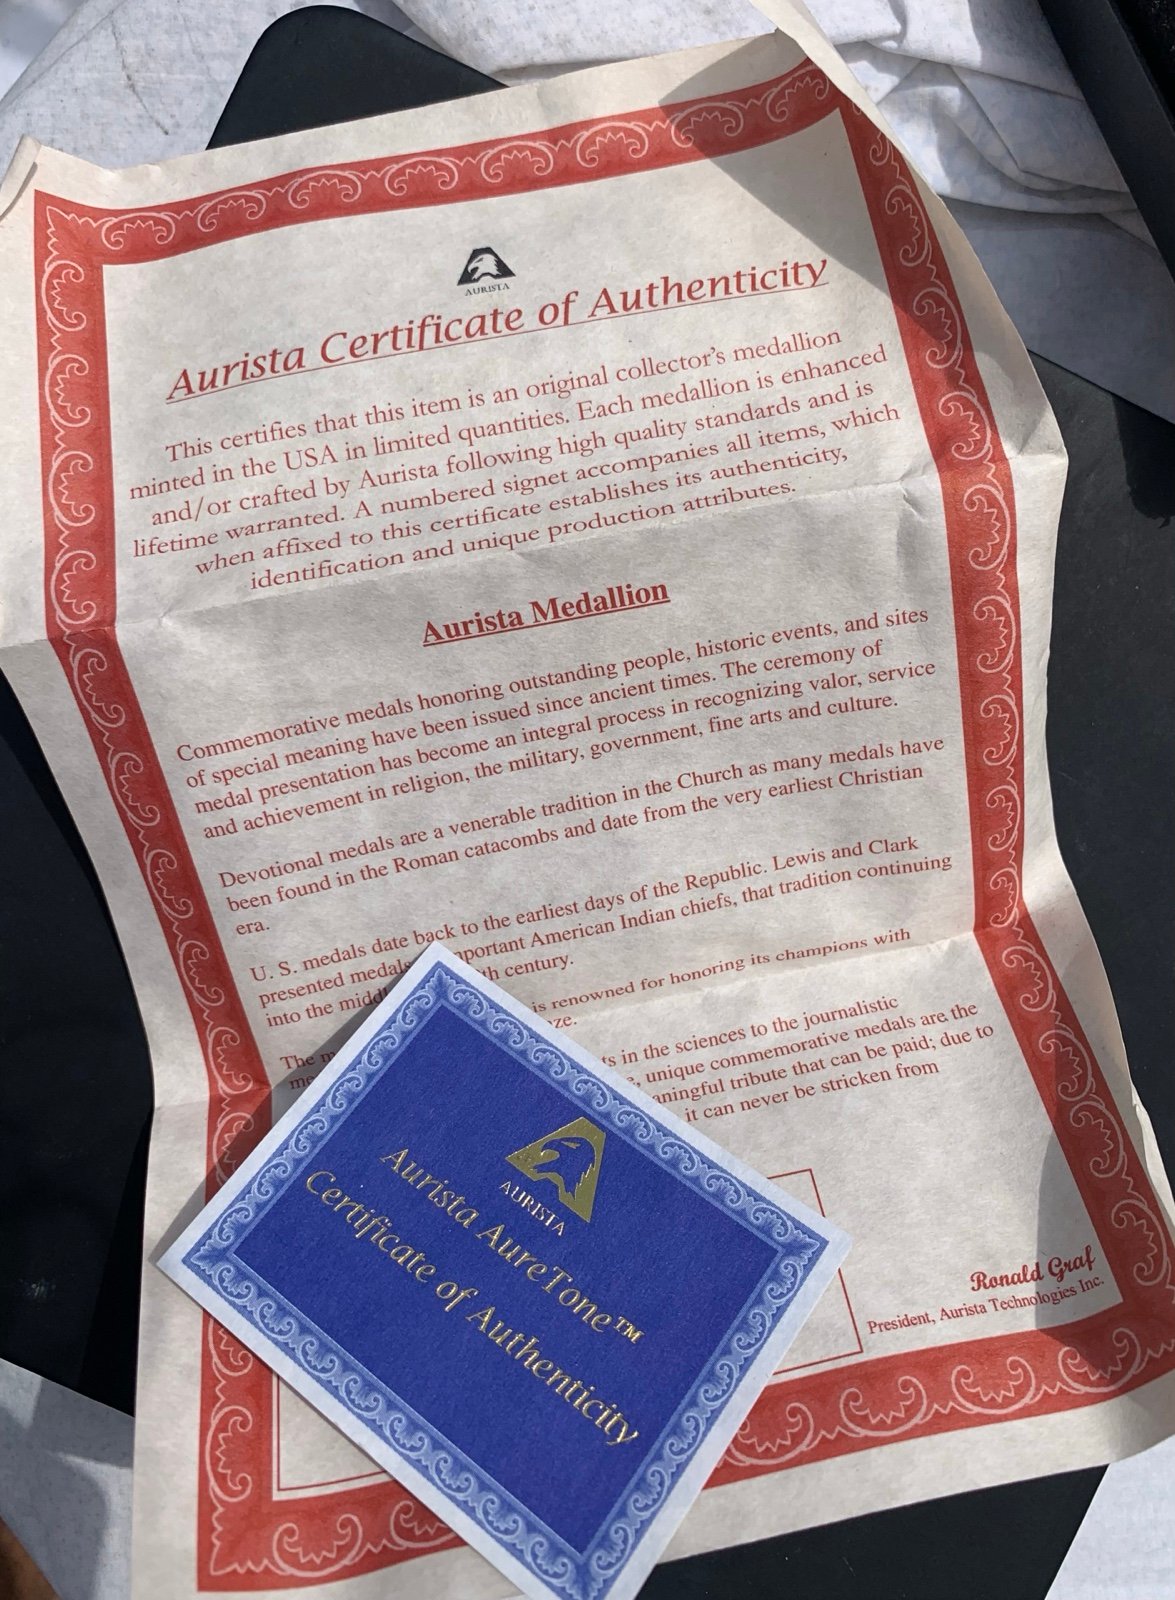 AURISTA
Aurista Certificate of Authenticity
This certifies that this item is an original collector's medallion
minted in the USA in limited quantities. Each medallion is enhanced
and/or crafted by Aurista following high quality standards and is
lifetime warranted. A numbered signet accompanies all items, which
when affixed to this certificate establishes its authenticity,
identification and unique production attributes.
Aurista Medallion
Commemorative medals honoring outstanding people, historic events, and sites
of special meaning have been issued since ancient times. The ceremony of
medal presentation has become an integral process in recognizing valor, service
and achievement in religion, the military, government, fine arts and culture.
Devotional medals are a venerable tradition in the Church as many medals have
been found in the Roman catacombs and date from the very earliest Christian
era.
U. S. medals date back to the earliest days of the Republic. Lewis and Clark
presented medals American Indian chiefs, that tradition continuing
into the century.
The is renowned for honoring its champions with
in the sciences to the journalistic
unique commemorative medals are the
tribute that can be paid; due to
it can never be stricken from
Ronald Graf
President, Aurista Technologies Inc.
AURISTA
Aurista AureTone™
Certificate of Authenticity